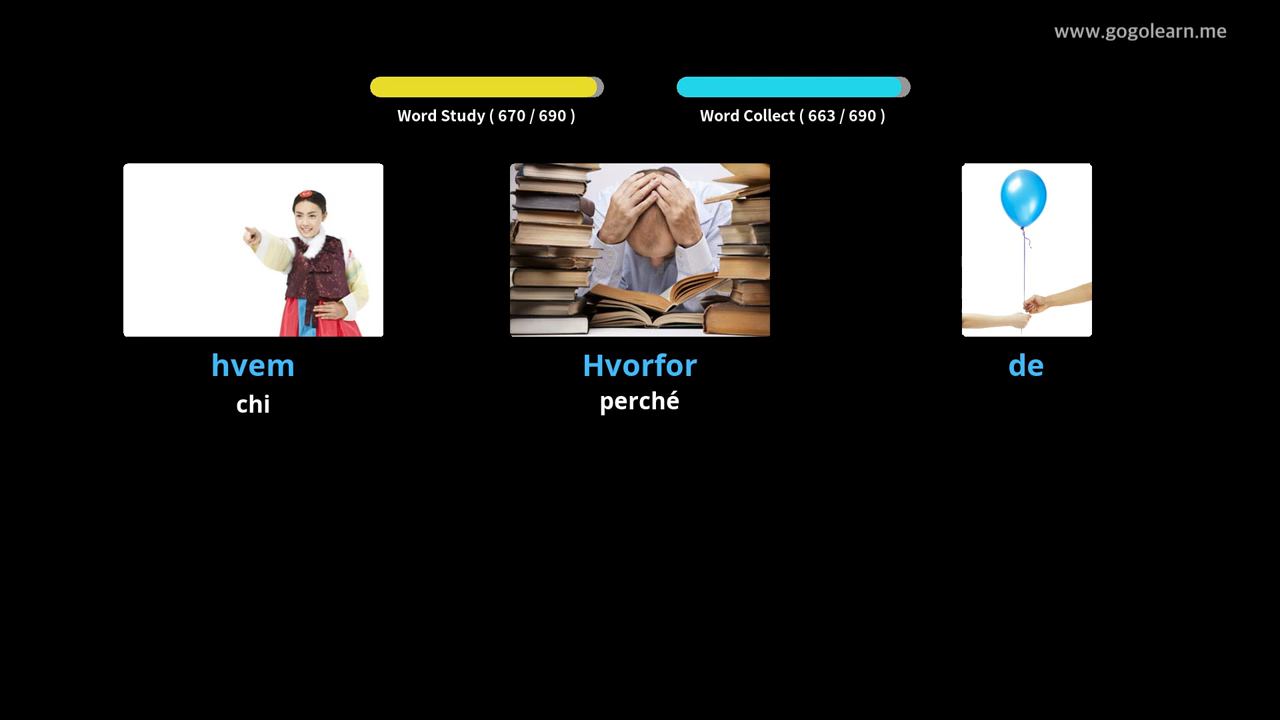 www.gogolearn.me
Word Study ( 670 / 690 )
Word Collect ( 663 / 690 )
hvem
chi
Hvorfor
perché
de